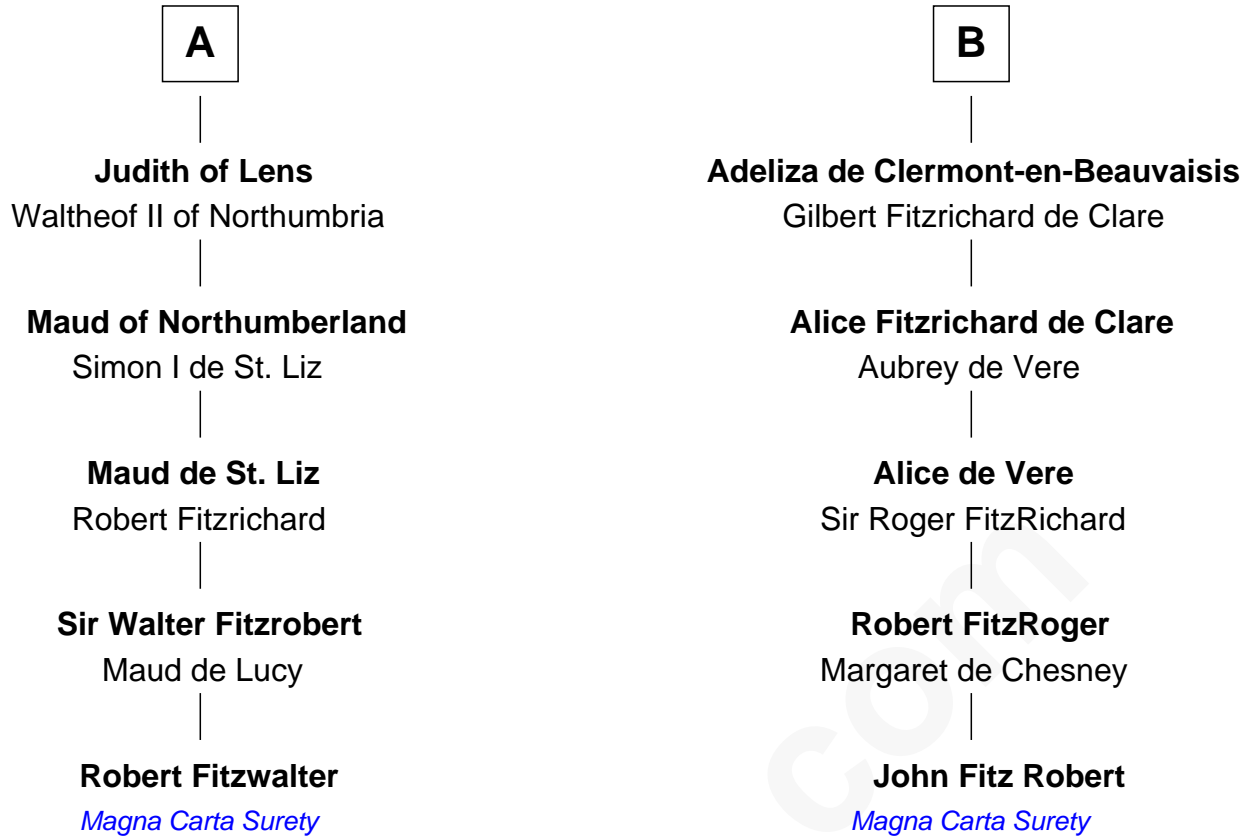 A
Judith of Lens
Waltheof II of Northumbria
Maud of Northumberland
Simon I de St. Liz
Maud de St. Liz
Robert Fitzrichard
Sir Walter Fitzrobert
Maud de Lucy
Robert Fitzwalter
Magna Carta Surety
B
Adeliza de Clermont-en-Beauvaisis
Gilbert Fitzrichard de Clare
Alice Fitzrichard de Clare
Aubrey de Vere
Alice de Vere
Sir Roger FitzRichard
Robert FitzRoger
Margaret de Chesney
John Fitz Robert
Magna Carta Surety
com